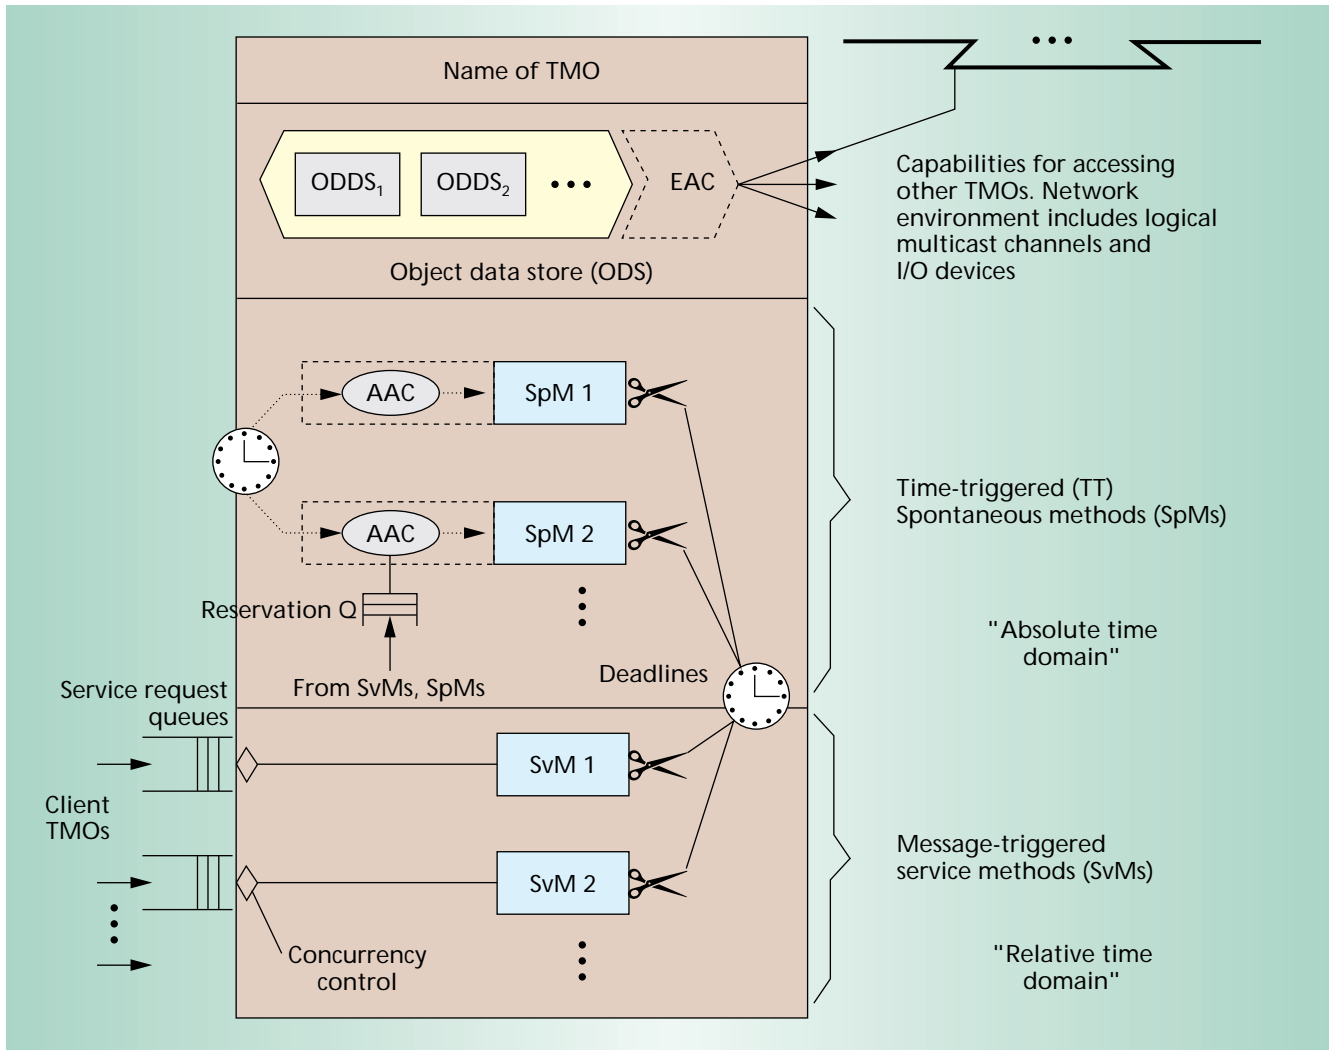 Name of TMO
ODDS1
ODDS2
EAC
Object data store (ODS)
Capabilities for accessing
other TMOs. Network
environment includes logical
multicast channels and
I/O devices
AAC
SpM 1
AAC
SpM 2
Reservation Q
From SvMs, SpMs
Deadlines
Time-triggered (TT)
Spontaneous methods (SpMs)
"Absolute time
domain"
Service request
queues
Client
TMOs
SvM 1
SvM 2
Concurrency
control
Message-triggered
service methods (SvMs)
"Relative time
domain"